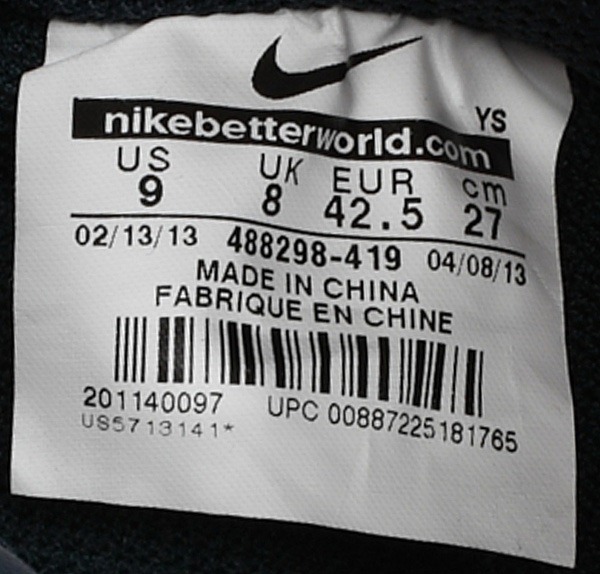 YS
nikebetterworld.com
US UK EUR cm
9 8 42.5 27
02/13/13 488298-419 04/08/13
MADE IN CHINA
FABRIQUE EN CHINE
201140097 UPC 00887225181765
US5713141*